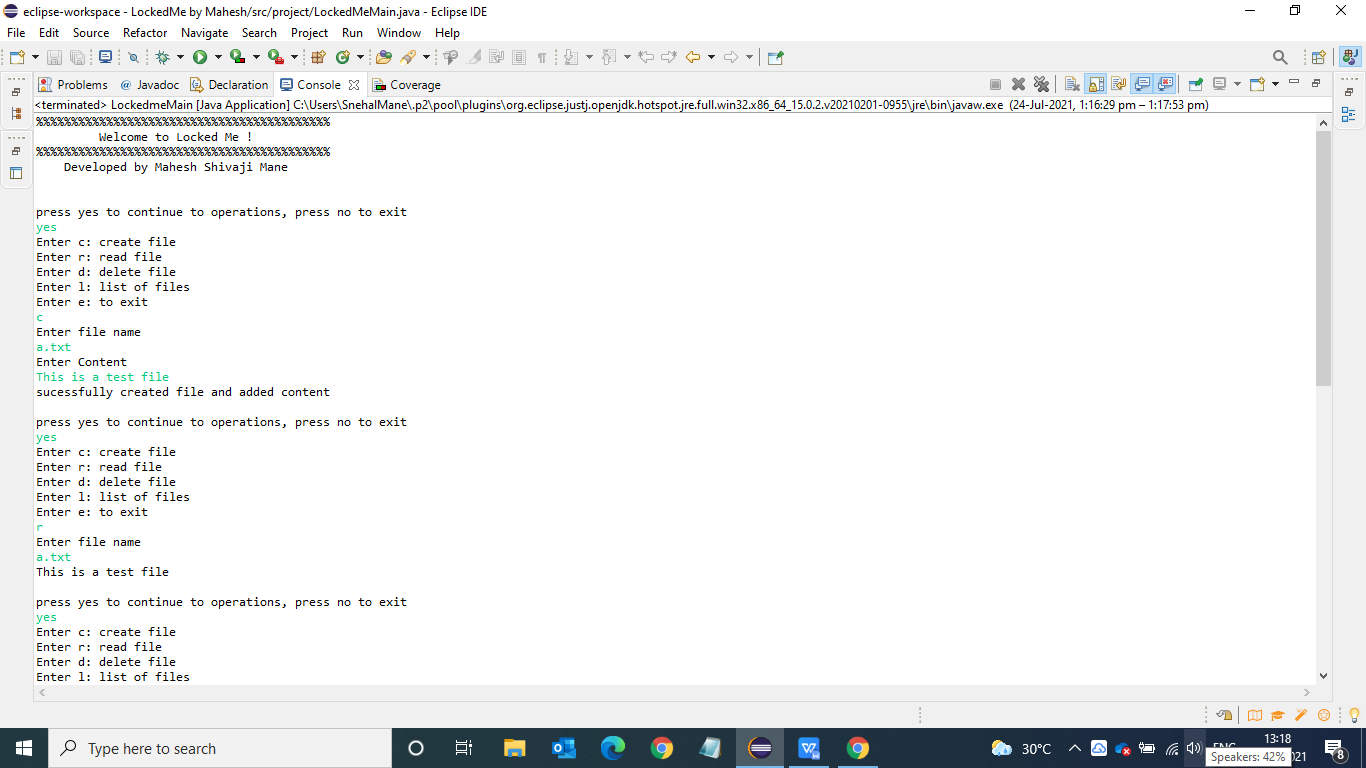 eclipse-workspace - LockedMe by Mahesh/src/project/LockedMeMain.java - Eclipse IDE
File Edit Source Refactor Navigate Search Project Run Window Help
Problems @ Javadoc Declaration Console Coverage
<terminated> LockedmeMain [Java Application] C:\Users\SnehalMane\.p2\pool\plugins\org.eclipse.justj.openjdk.hotspot.jre.full.win32.x86_64_15.0.2.v20210201-0955\jre\bin\javaw.exe (24-Jul-2021, 1:16:29 pm – 1:17:53 pm)
%%%%%%%%%%%%%%%%%%%%%%%%%%%%%%%%%%%%%%%%%%
Welcome to Locked Me !
%%%%%%%%%%%%%%%%%%%%%%%%%%%%%%%%%%%%%%%%%%
Developed by Mahesh Shivaji Mane
press yes to continue to operations, press no to exit
yes
Enter c: create file
Enter r: read file
Enter d: delete file
Enter l: list of files
Enter e: to exit
c
Enter file name
a.txt
Enter Content
This is a test file
sucessfully created file and added content
press yes to continue to operations, press no to exit
yes
Enter c: create file
Enter r: read file
Enter d: delete file
Enter l: list of files
Enter e: to exit
r
Enter file name
a.txt
This is a test file
press yes to continue to operations, press no to exit
yes
Enter c: create file
Enter r: read file
Enter d: delete file
Enter l: list of files
Type here to search
30°C
13:18
Speakers: 42%
2021
8